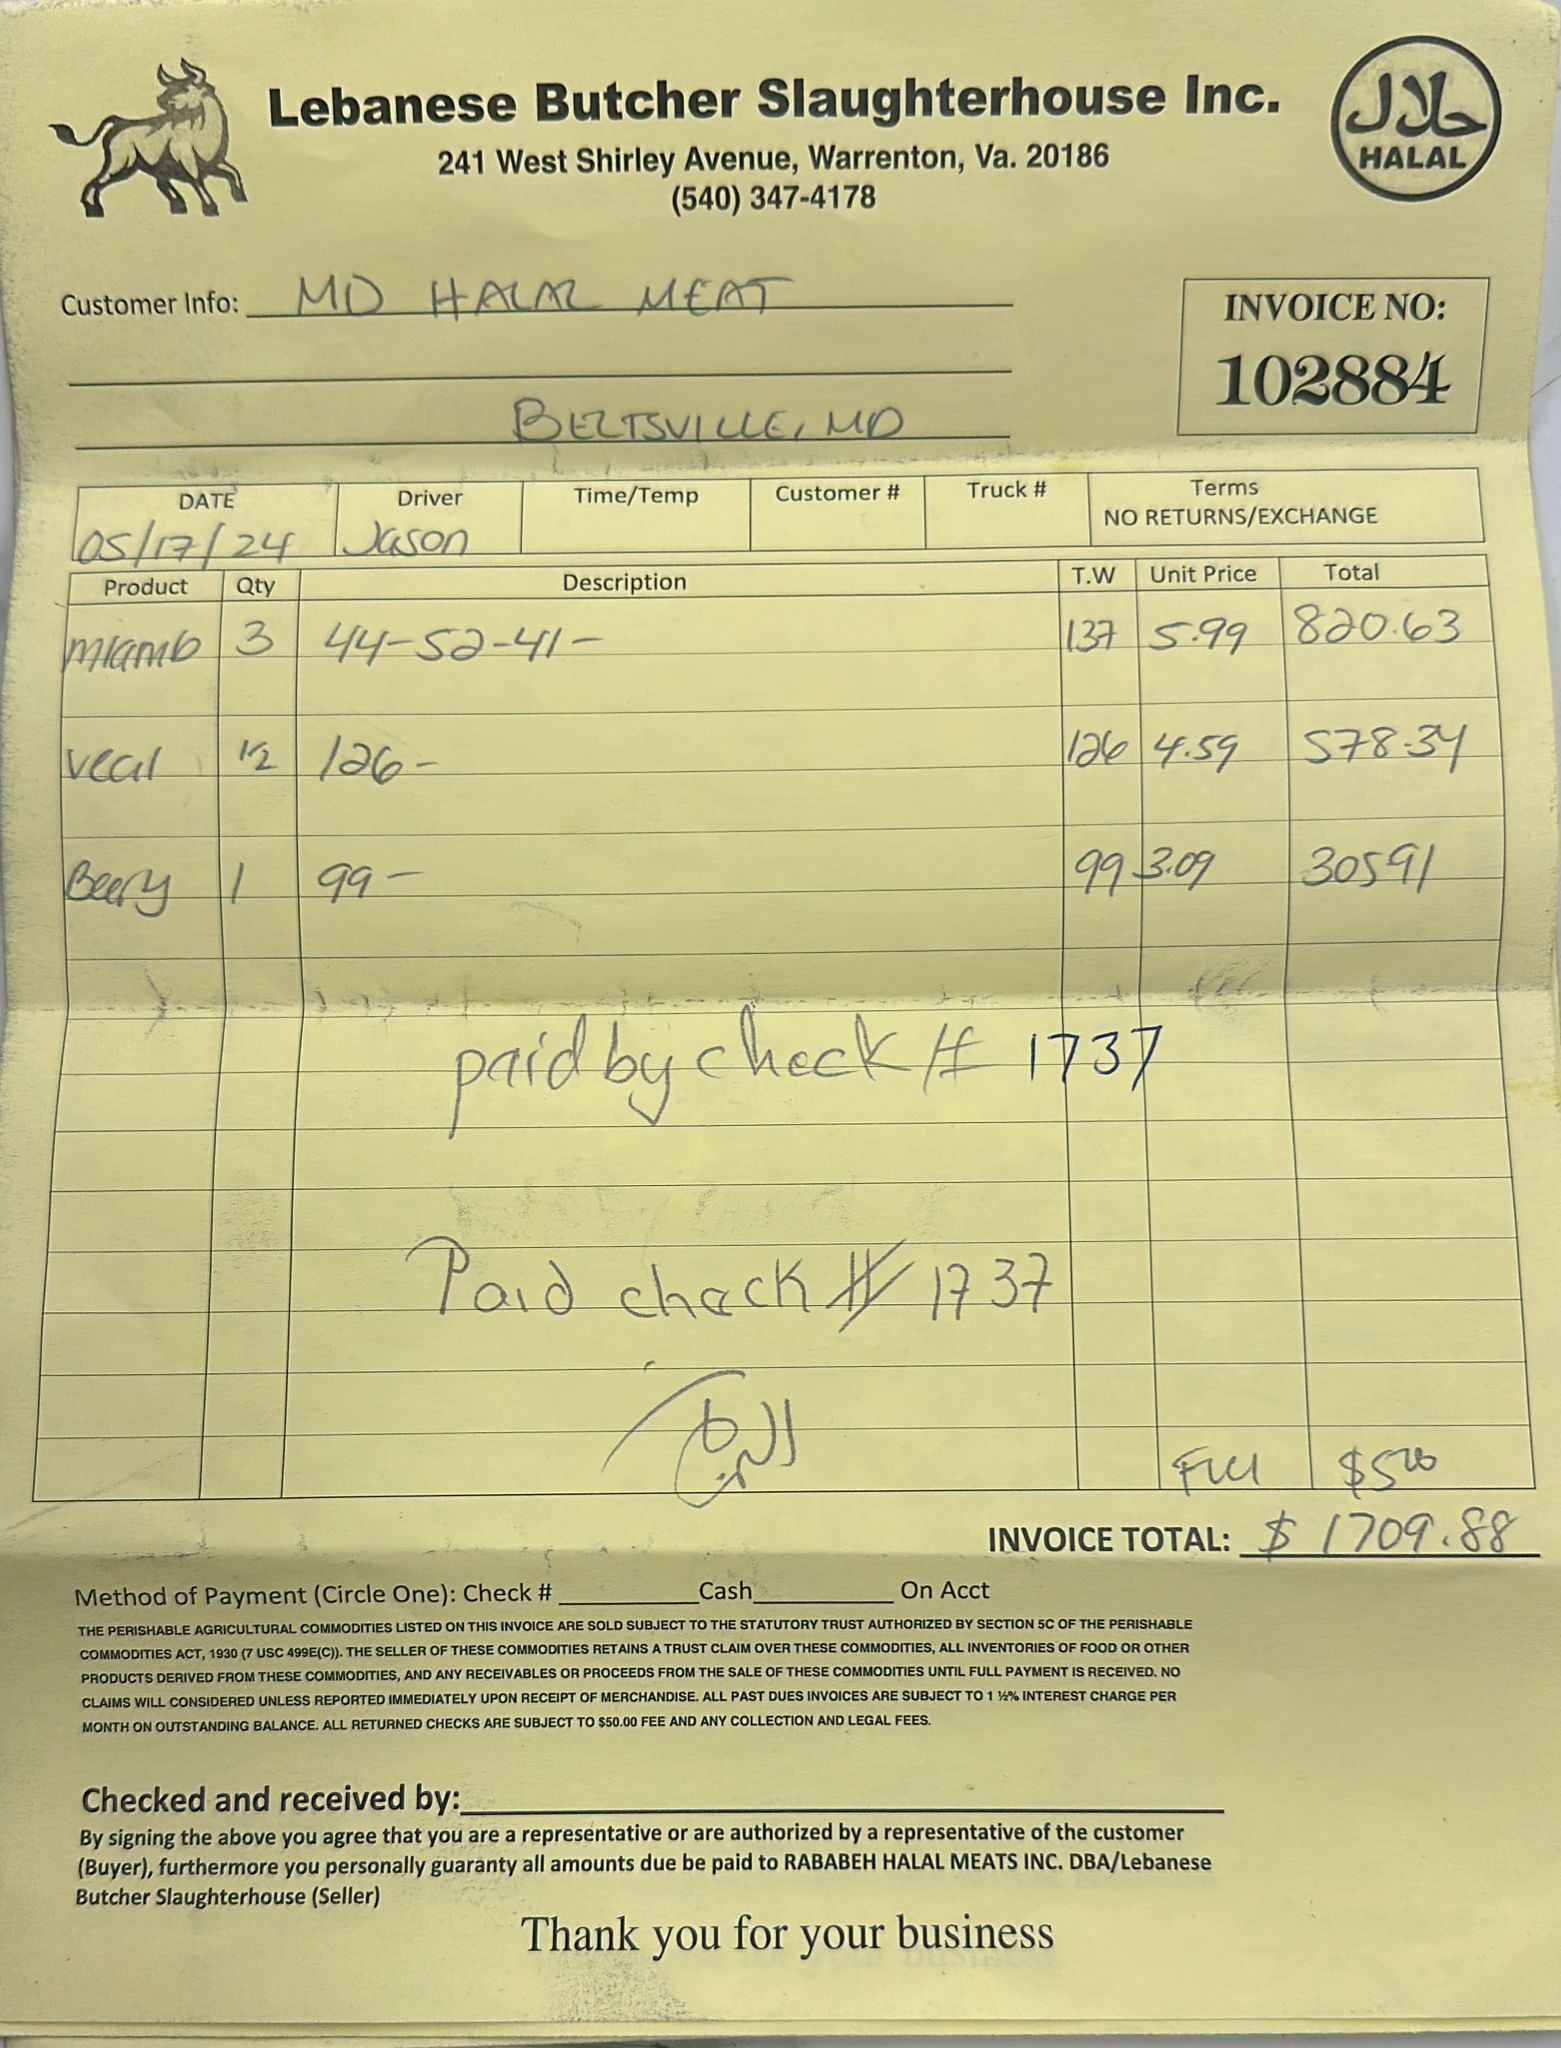 Lebanese Butcher Slaughterhouse Inc.
241 West Shirley Avenue, Warrenton, Va. 20186
(540) 347-4178
حلال
HALAL
Customer Info: MD HALAL MEAT
BELTSVILLE, MD
INVOICE NO:
102884
DATE Driver Time/Temp Customer # Truck # Terms
NO RETURNS/EXCHANGE
05/17/24 Jason
Product Qty Description T.W Unit Price Total
mlamb 3 44-52-41- 137 5.99 820.63
veal 1/2 126- 126 4.59 578.34
1 99- 99 3.09 30591
paid by check # 1737
Paid check # 1737
$5.00
INVOICE TOTAL: $ 1709.88
Method of Payment (Circle One): Check # Cash On Acct
THE PERISHABLE AGRICULTURAL COMMODITIES LISTED ON THIS INVOICE ARE SOLD SUBJECT TO THE STATUTORY TRUST AUTHORIZED BY SECTION 5C OF THE PERISHABLE
COMMODITIES ACT, 1930 (7 USC 499E(C)). THE SELLER OF THESE COMMODITIES RETAINS A TRUST CLAIM OVER THESE COMMODITIES, ALL INVENTORIES OF FOOD OR OTHER
PRODUCTS DERIVED FROM THESE COMMODITIES, AND ANY RECEIVABLES OR PROCEEDS FROM THE SALE OF THESE COMMODITIES UNTIL FULL PAYMENT IS RECEIVED. NO
CLAIMS WILL CONSIDERED UNLESS REPORTED IMMEDIATELY UPON RECEIPT OF MERCHANDISE. ALL PAST DUES INVOICES ARE SUBJECT TO 1 ½% INTEREST CHARGE PER
MONTH ON OUTSTANDING BALANCE. ALL RETURNED CHECKS ARE SUBJECT TO $50.00 FEE AND ANY COLLECTION AND LEGAL FEES.
Checked and received by:
By signing the above you agree that you are a representative or are authorized by a representative of the customer
(Buyer), furthermore you personally guaranty all amounts due be paid to RABABEH HALAL MEATS INC. DBA/Lebanese
Butcher Slaughterhouse (Seller)
Thank you for your business